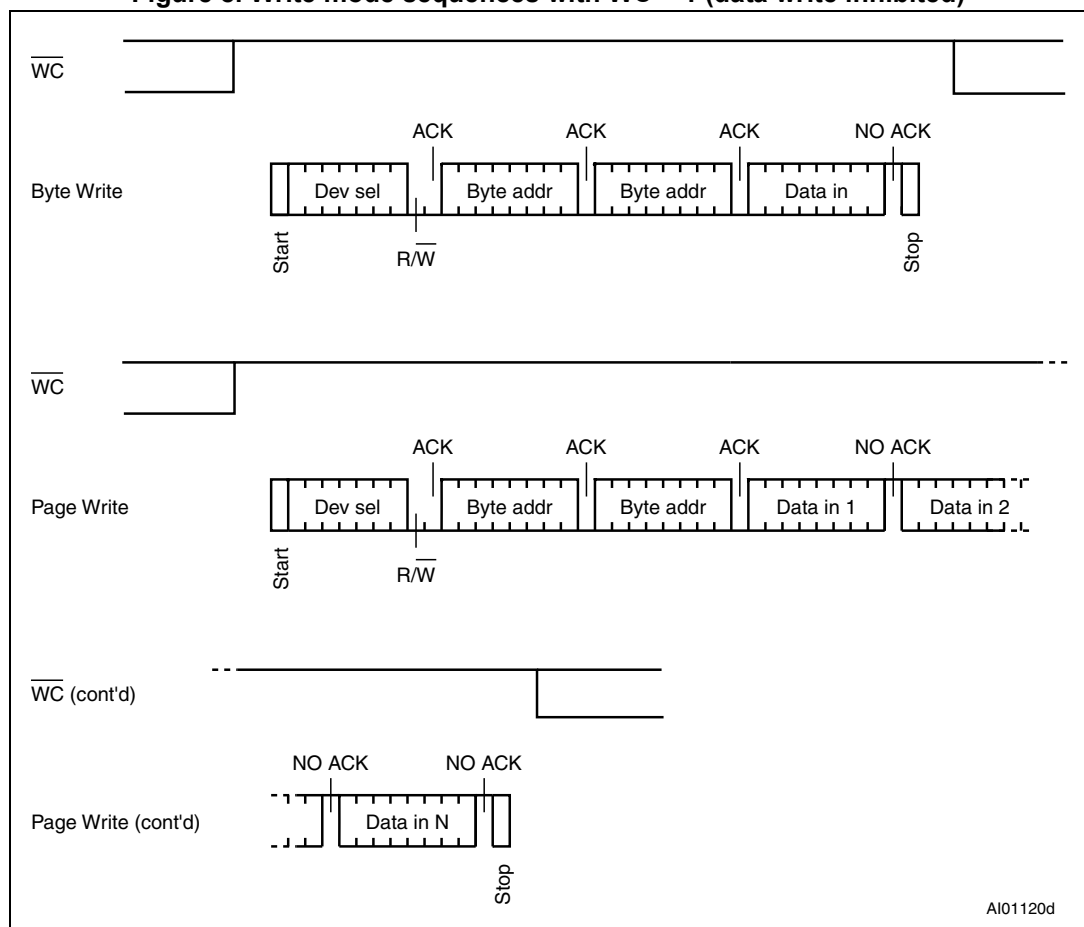 WC
ACK ACK ACK NO ACK
Byte Write Dev sel Byte addr Byte addr Data in
Start R/W Stop
WC
ACK ACK ACK NO ACK
Page Write Dev sel Byte addr Byte addr Data in 1 Data in 2
Start R/W
WC (cont'd)
NO ACK NO ACK
Page Write (cont'd) Data in N
Stop
AI01120d